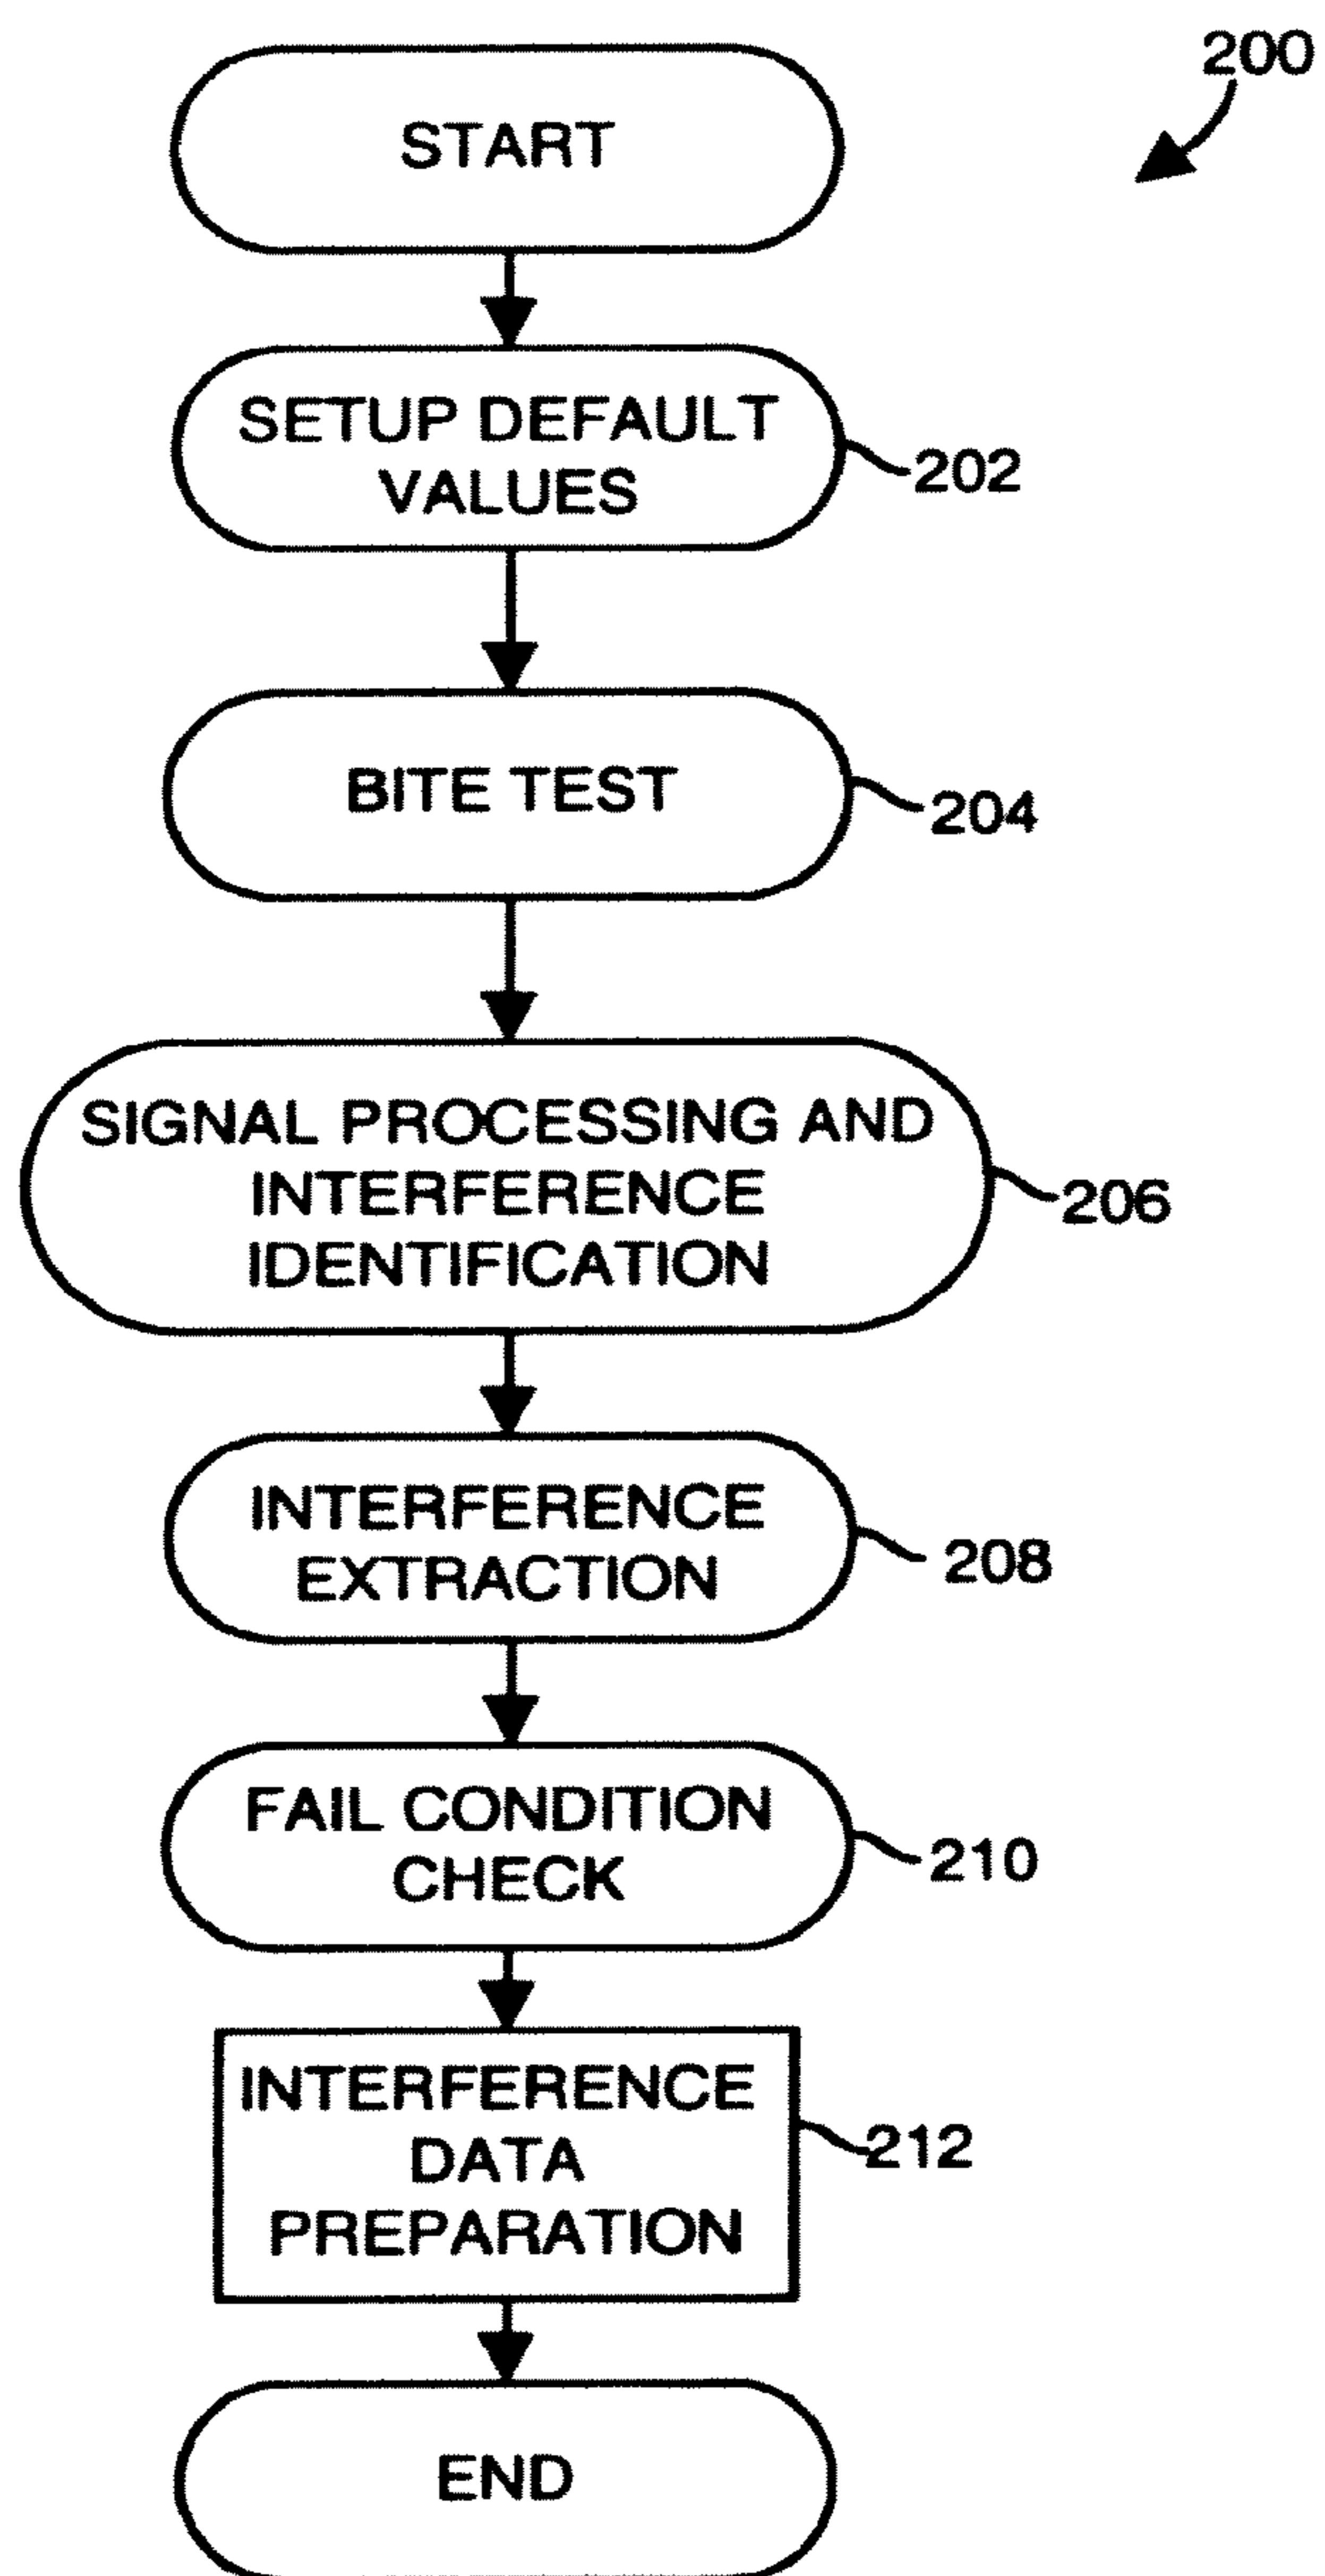 200
START
SETUP DEFAULT
VALUES
202
BITE TEST
204
SIGNAL PROCESSING AND
INTERFERENCE
IDENTIFICATION
206
INTERFERENCE
EXTRACTION
208
FAIL CONDITION
CHECK
210
INTERFERENCE
DATA
PREPARATION
212
END